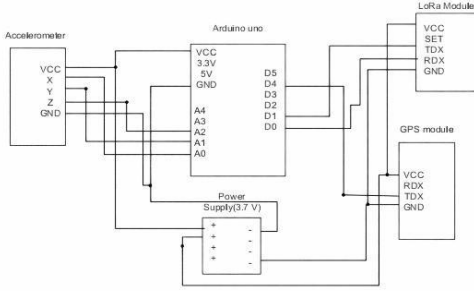 LoRa Module
Arduino uno
Accelerometer
VCC
SET
TDX
RDX
GND
VCC
3.3V
5V
GND
A4
A3
A2
A1
A0
D5
D4
D3
D2
D1
D0
VCC
X
Y
Z
GND
GPS module
VCC
RDX
TDX
GND
Power
Supply(3.7 V)
+ -
+ -
+ -
+ -